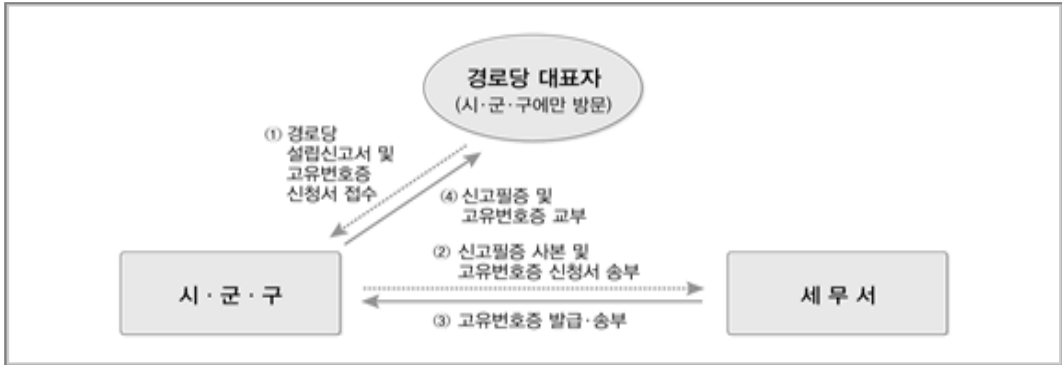 경로당 대표자
(시·군·구에만 방문)
① 경로당
설립신고서 및
고유번호증
신청서 접수
④ 신고필증 및
고유번호증 교부
② 신고필증 사본 및
고유번호증 신청서 송부
시·군·구
세 무 서
③ 고유번호증 발급·송부